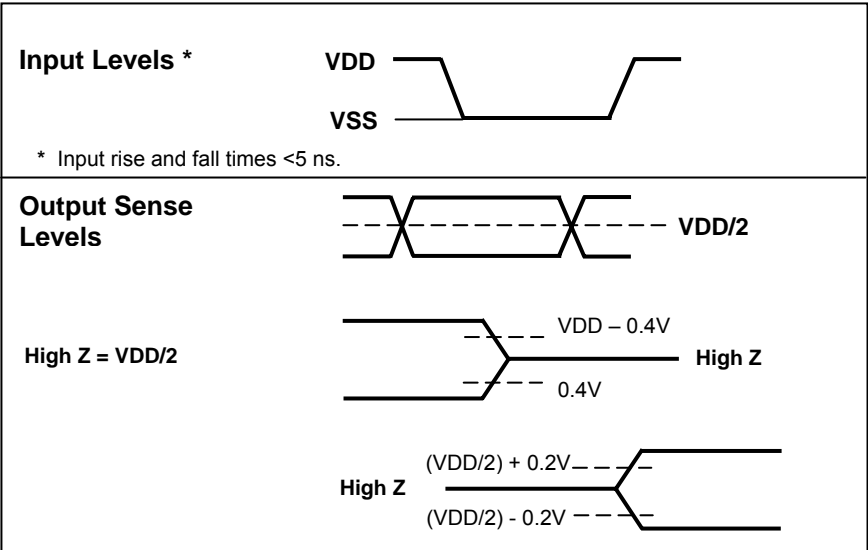 Input Levels *
VDD
VSS
* Input rise and fall times <5 ns.
Output Sense
Levels
VDD/2
VDD – 0.4V
High Z = VDD/2
High Z
0.4V
(VDD/2) + 0.2V
High Z
(VDD/2) - 0.2V